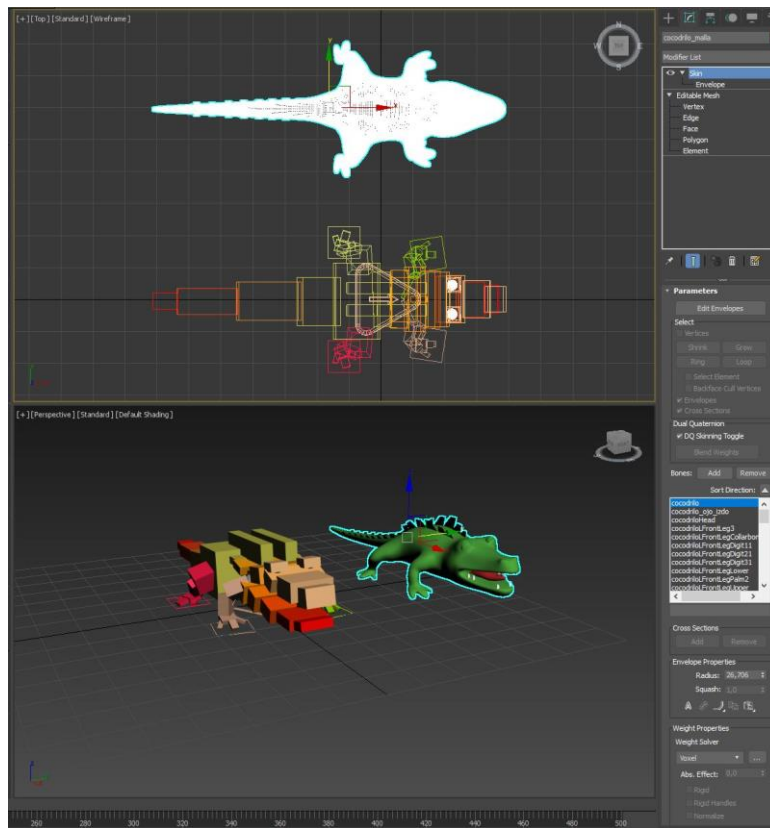 [+] [Top] [Standard] [Wireframe]
N
W
E
S
y
cocodrilo_malla
Modifier List
Skin
Envelope
Editable Mesh
Vertex
Edge
Face
Polygon
Element
Parameters
Edit Envelopes
Select
Vertices
Shrink Grow
Ring Loop
Select Element
Backface Cull Vertices
Envelopes
Cross Sections
Dual Quaternion
DQ Skinning Toggle
Blend Weights
Bones: Add Remove
Sort Direction:
cocodrilo
cocodrilo_ojo_izdo
cocodriloHead
cocodriloLFrontLeg3
cocodriloLFrontLegCollarbon
cocodriloLFrontLegDigit11
cocodriloLFrontLegDigit21
cocodriloLFrontLegDigit31
cocodriloLFrontLegLower
cocodriloLFrontLegPalm2
cocodriloLFrontLegUpper
Cross Sections
Add Remove
Envelope Properties
Radius: 26,706
Squash: 1,0
Weight Properties
Weight Solver
Voxel ...
Abs. Effect: 0,0
Rigid
Rigid Handles
Normalize
[+] [Perspective] [Standard] [Default Shading]
260 280 300 320 340 360 380 400 420 440 460 480 500